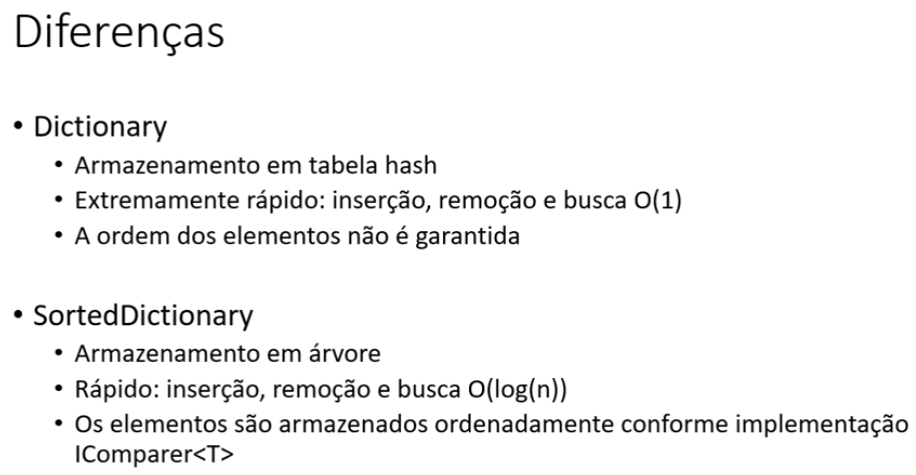 Diferenças
• Dictionary
• Armazenamento em tabela hash
• Extremamente rápido: inserção, remoção e busca O(1)
• A ordem dos elementos não é garantida
• SortedDictionary
• Armazenamento em árvore
• Rápido: inserção, remoção e busca O(log(n))
• Os elementos são armazenados ordenadamente conforme implementação
IComparer<T>